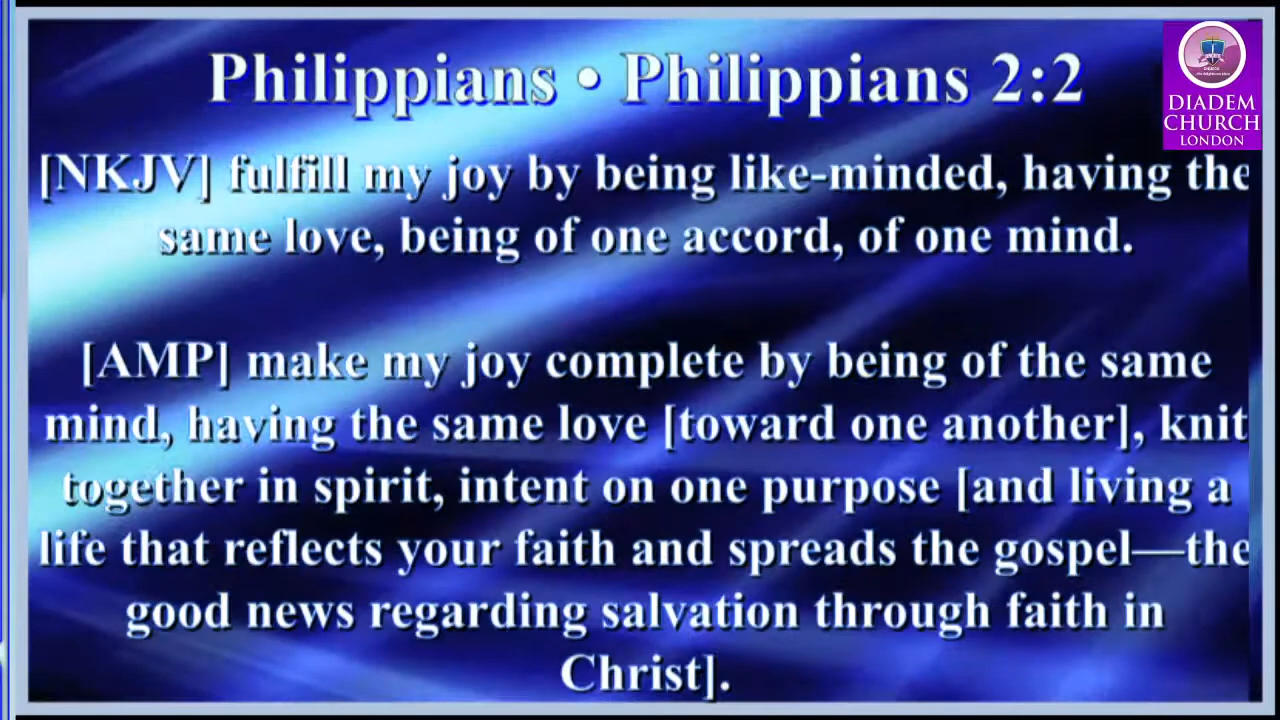 Philippians • Philippians 2:2
DIADEM
CHURCH
LONDON
[NKJV] fulfill my joy by being like-minded, having the
same love, being of one accord, of one mind.
[AMP] make my joy complete by being of the same
mind, having the same love [toward one another], knit
together in spirit, intent on one purpose [and living a
life that reflects your faith and spreads the gospel—the
good news regarding salvation through faith in
Christ].